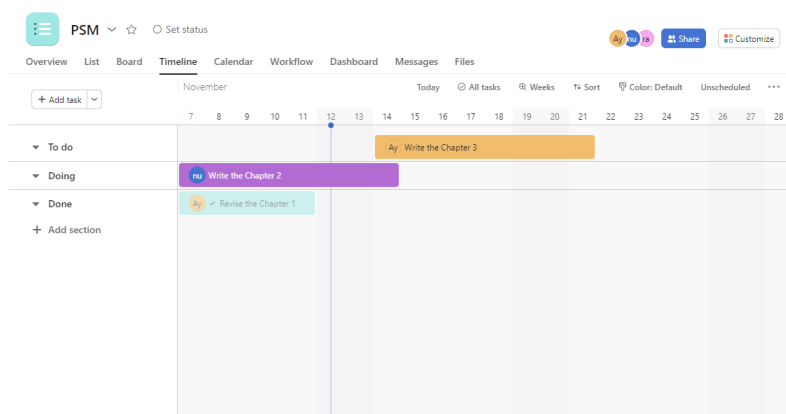 PSM Set status
Ay nu ra Share Customize
Overview List Board Timeline Calendar Workflow Dashboard Messages Files
+ Add task
November Today All tasks Weeks Sort Color: Default Unscheduled ...
7 8 9 10 11 12 13 14 15 16 17 18 19 20 21 22 23 24 25 26 27 28
To do
Ay Write the Chapter 3
Doing
nu Write the Chapter 2
Done
Ay ✓ Revise the Chapter 1
+ Add section